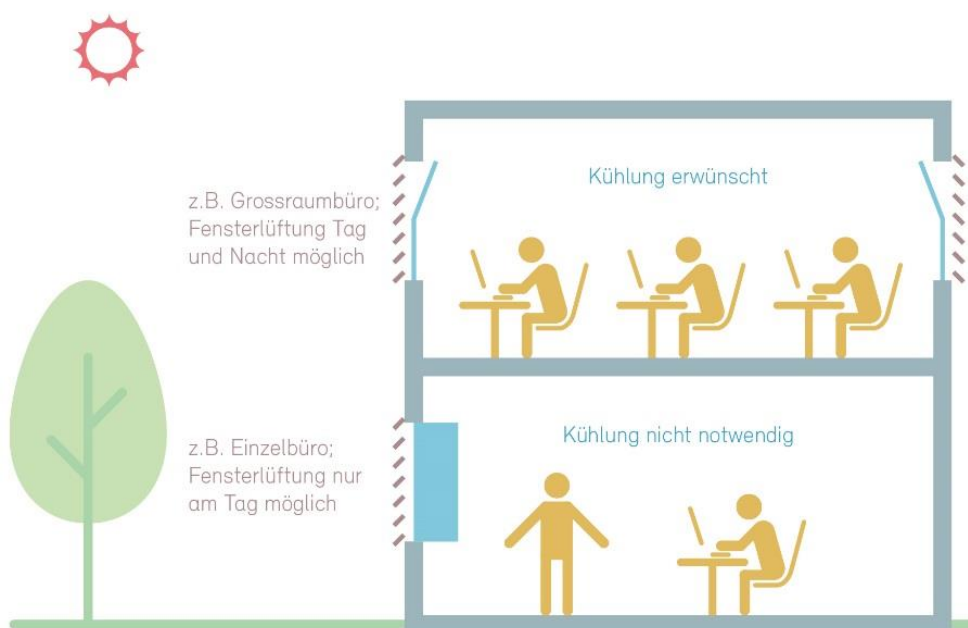 Kühlung erwünscht
z.B. Grossraumbüro;
Fensterlüftung Tag
und Nacht möglich
Kühlung nicht notwendig
z.B. Einzelbüro;
Fensterlüftung nur
am Tag möglich